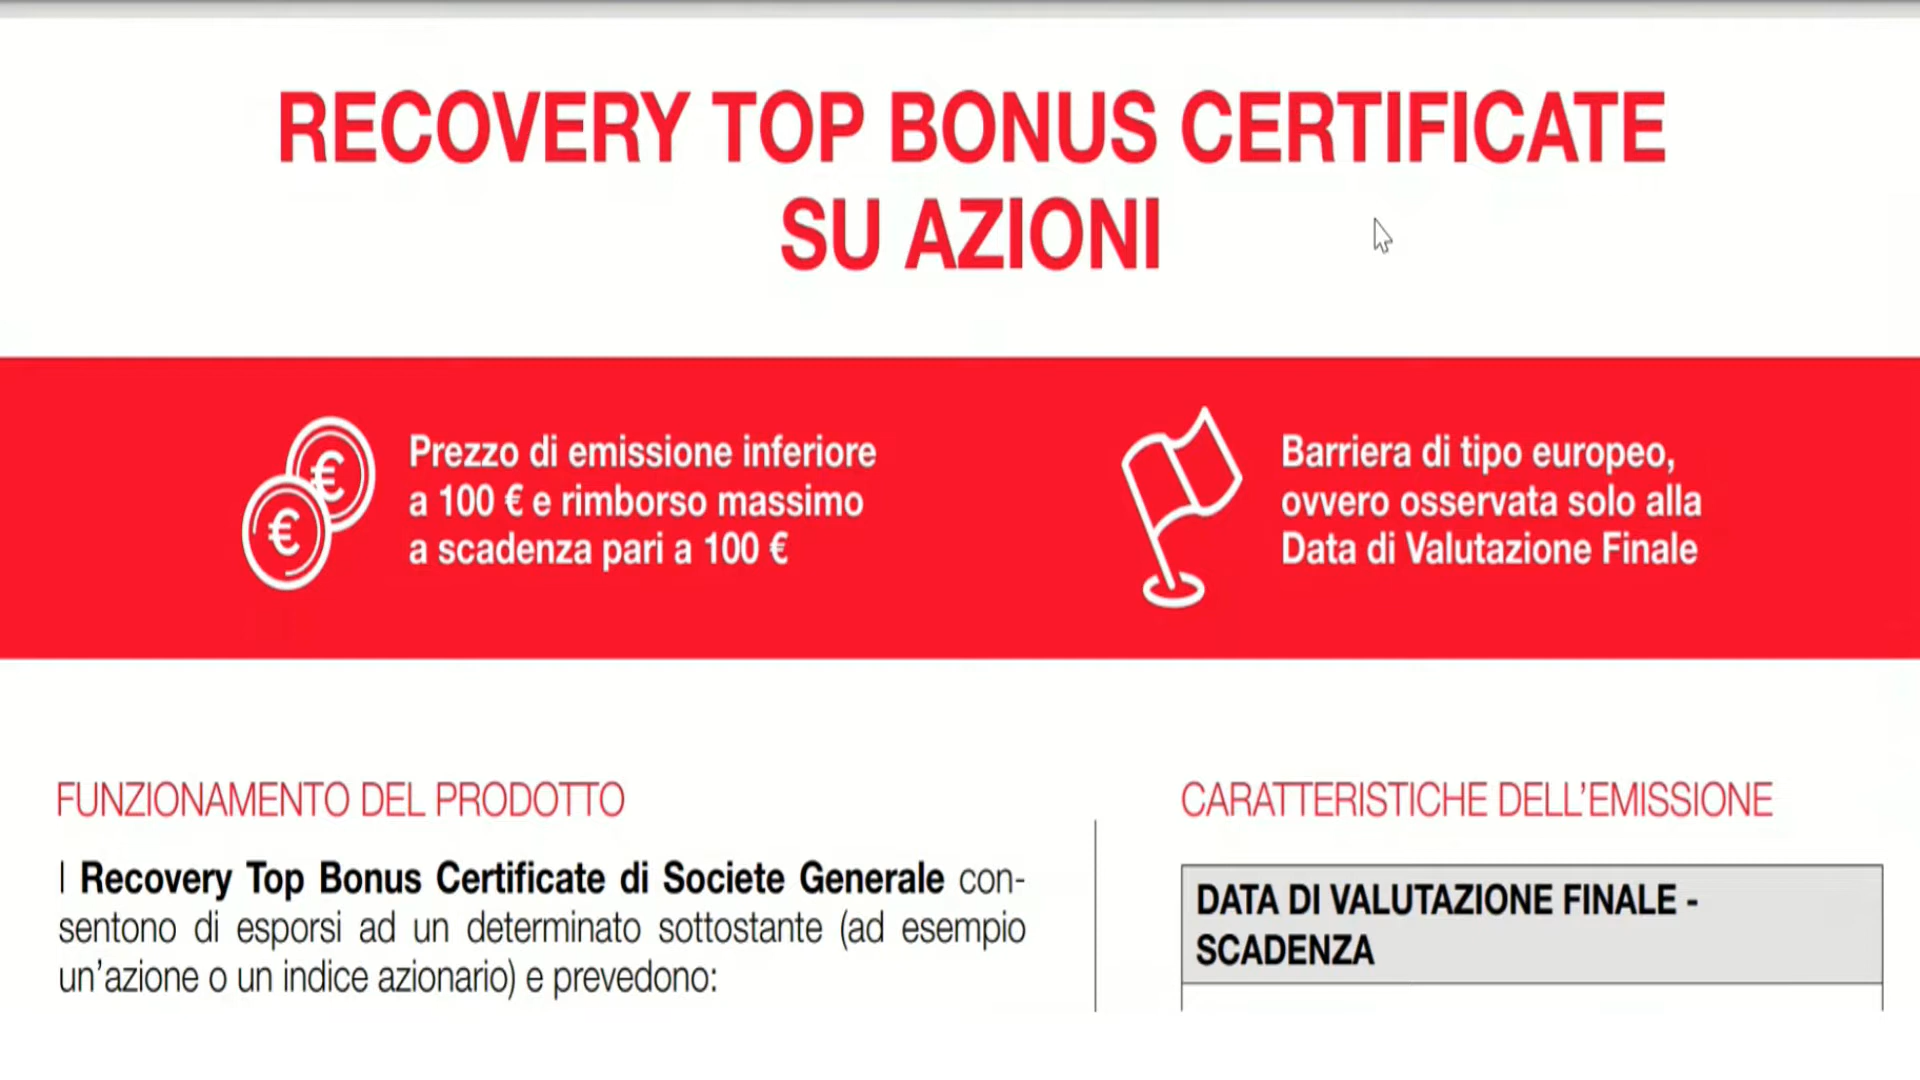 RECOVERY TOP BONUS CERTIFICATE
SU AZIONI
€
€
Prezzo di emissione inferiore
a 100 € e rimborso massimo
a scadenza pari a 100 €
Barriera di tipo europeo,
ovvero osservata solo alla
Data di Valutazione Finale
FUNZIONAMENTO DEL PRODOTTO
I Recovery Top Bonus Certificate di Societe Generale con-
sentono di esporsi ad un determinato sottostante (ad esempio
un'azione o un indice azionario) e prevedono:
CARATTERISTICHE DELL'EMISSIONE
DATA DI VALUTAZIONE FINALE -
SCADENZA